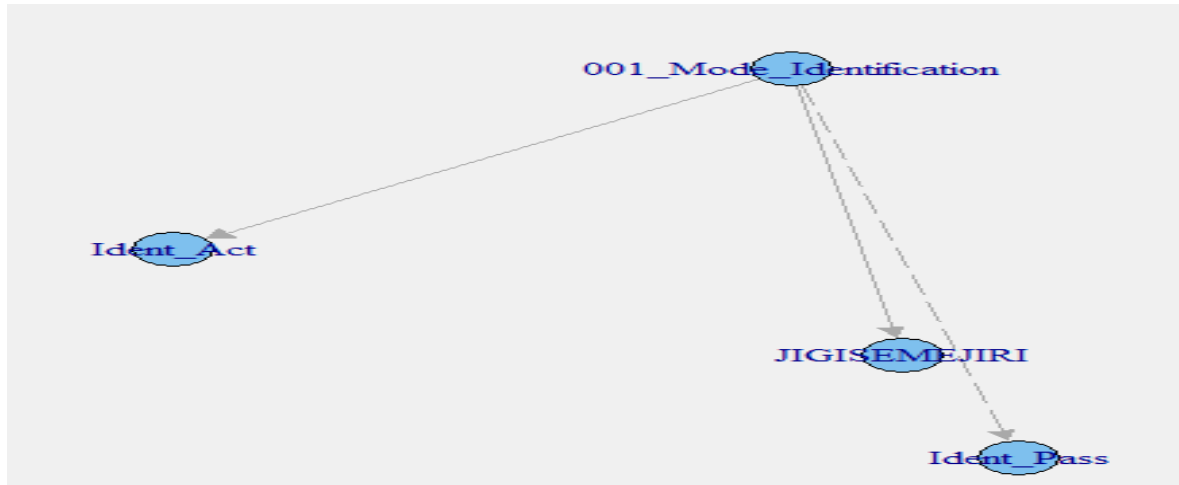 001_Mode_Identification
Ident_Act
JIGISEMEJIRI
Ident_Pass